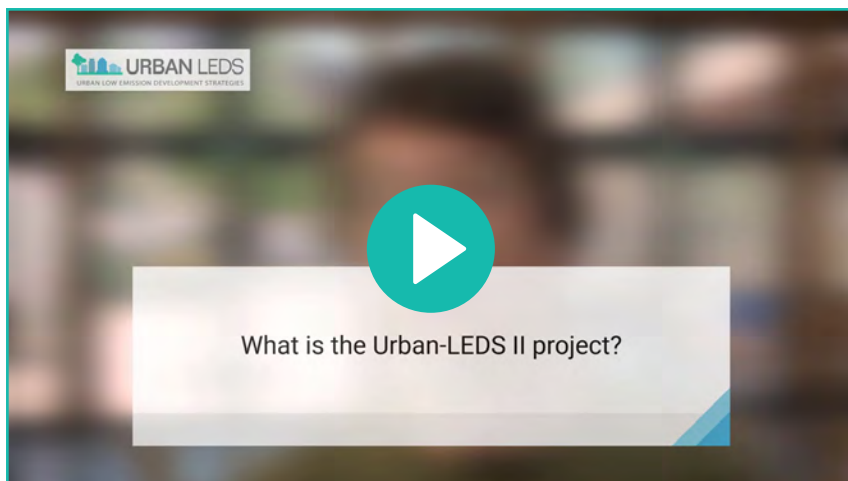 URBAN LEDS
URBAN LOW EMISSION DEVELOPMENT STRATEGIES
What is the Urban-LEDS II project?